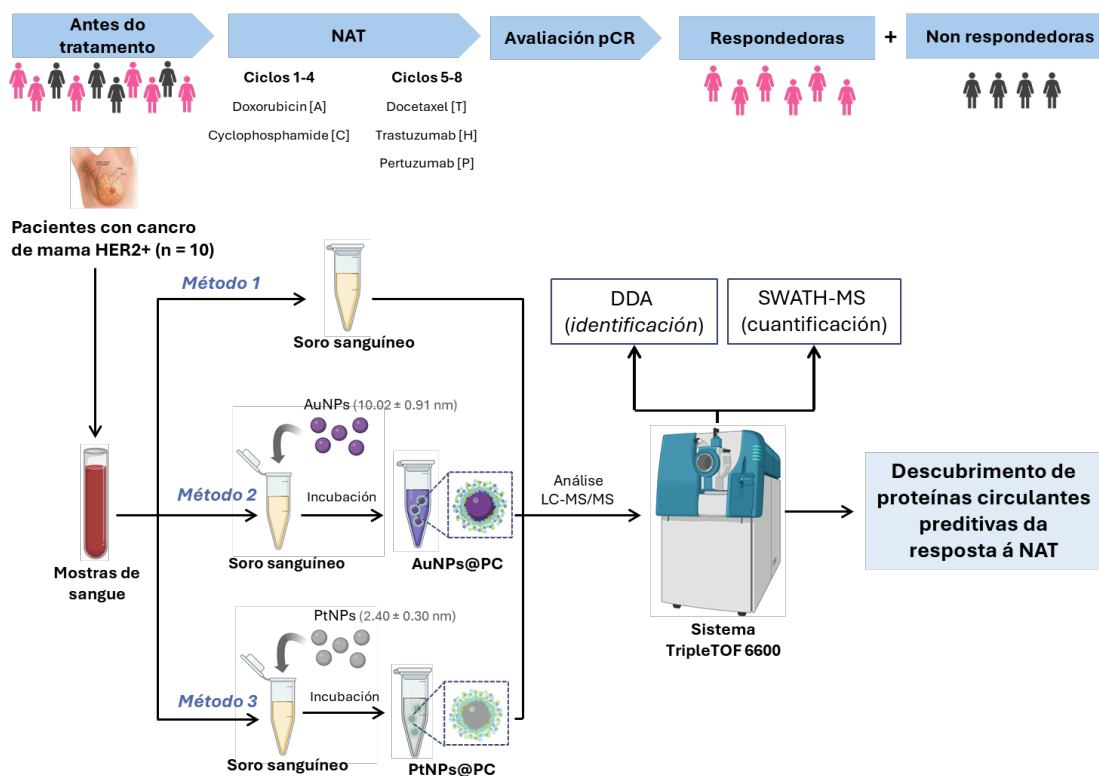 Antes do
tratamento
NAT
Avaliación pCR
Respondedoras
+
Non respondedoras
Ciclos 1-4
Doxorubicin [A]
Cyclophosphamide [C]
Ciclos 5-8
Docetaxel [T]
Trastuzumab [H]
Pertuzumab [P]
Pacientes con cancro
de mama HER2+ (n = 10)
Método 1
Soro sanguíneo
DDA
(identificación)
SWATH-MS
(cuantificación)
AuNPs (10.02 ± 0.91 nm)
Método 2
Incubación
Soro sanguíneo
AuNPs@PC
Análise
LC-MS/MS
Mostras de
sangue
Descubrimento de
proteínas circulantes
preditivas da
resposta á NAT
PtNPs (2.40 ± 0.30 nm)
Sistema
TripleTOF 6600
Método 3
Incubación
Soro sanguíneo
PtNPs@PC